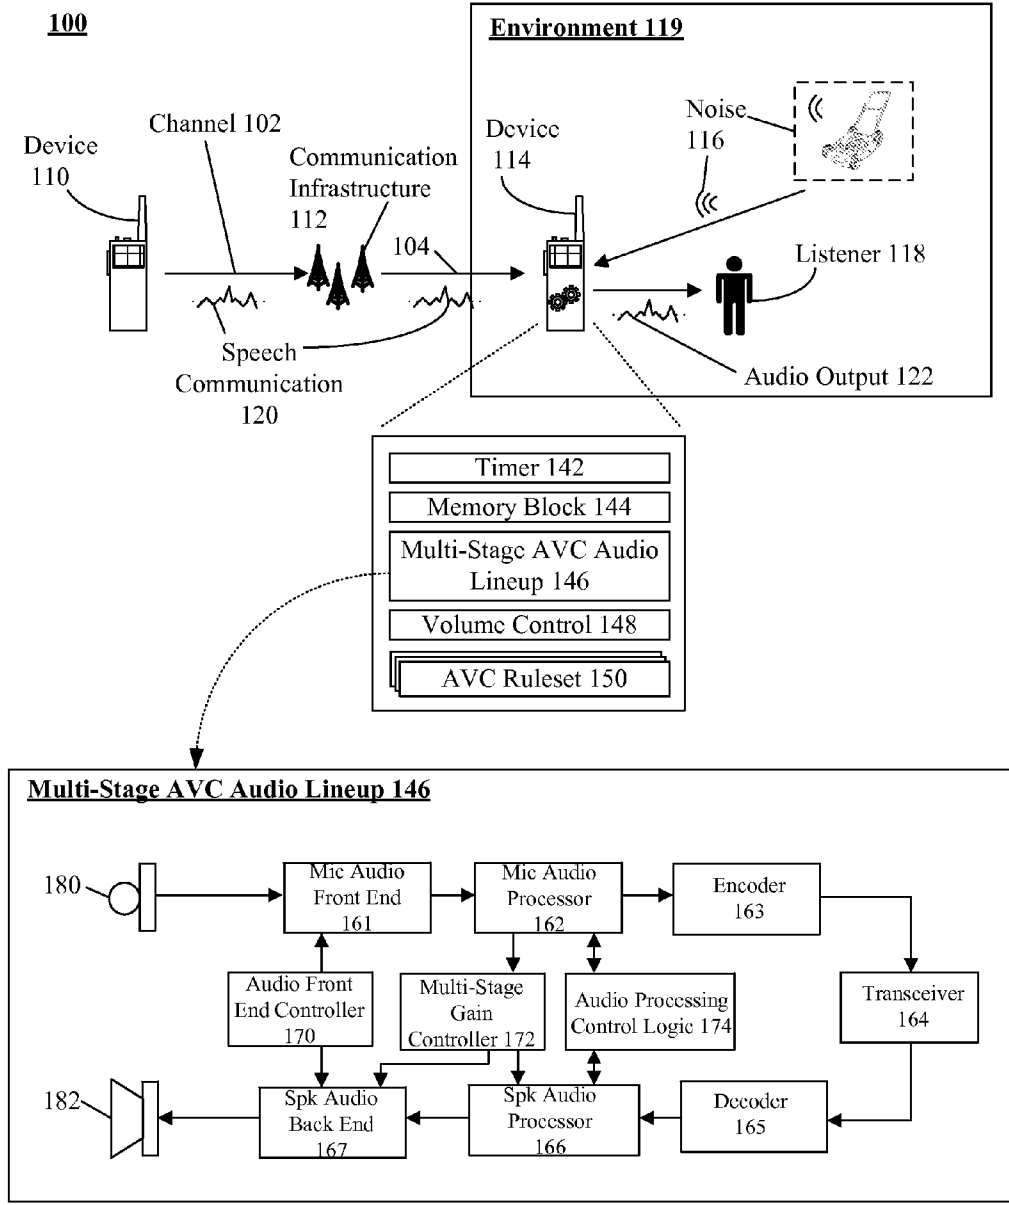 100
Environment 119
Device
110
Channel 102
Communication
Infrastructure
112
104
Speech
Communication
120
Device
114
Noise
116
Listener 118
Audio Output 122
Timer 142
Memory Block 144
Multi-Stage AVC Audio
Lineup 146
Volume Control 148
AVC Ruleset 150
Multi-Stage AVC Audio Lineup 146
180
Mic Audio
Front End
161
Mic Audio
Processor
162
Encoder
163
Audio Front
End Controller
170
Multi-Stage
Gain
Controller 172
Audio Processing
Control Logic 174
Transceiver
164
182
Spk Audio
Back End
167
Spk Audio
Processor
166
Decoder
165